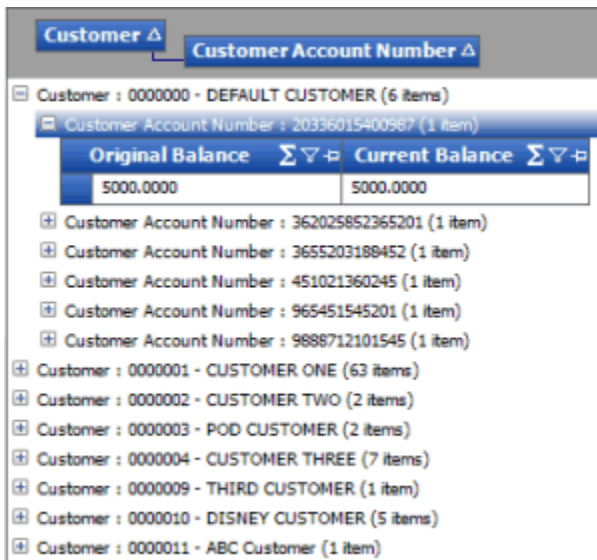 Customer
Customer Account Number
Customer : 0000000 - DEFAULT CUSTOMER (6 items)
Customer Account Number : 20336015400987 (1 item)
Original Balance Σ Current Balance Σ
5000.0000 5000.0000
Customer Account Number : 362025852365201 (1 item)
Customer Account Number : 3655203188452 (1 item)
Customer Account Number : 451021360245 (1 item)
Customer Account Number : 965451545201 (1 item)
Customer Account Number : 9888712101545 (1 item)
Customer : 0000001 - CUSTOMER ONE (63 items)
Customer : 0000002 - CUSTOMER TWO (2 items)
Customer : 0000003 - POD CUSTOMER (2 items)
Customer : 0000004 - CUSTOMER THREE (7 items)
Customer : 0000009 - THIRD CUSTOMER (1 item)
Customer : 0000010 - DISNEY CUSTOMER (5 items)
Customer : 0000011 - ABC Customer (1 item)